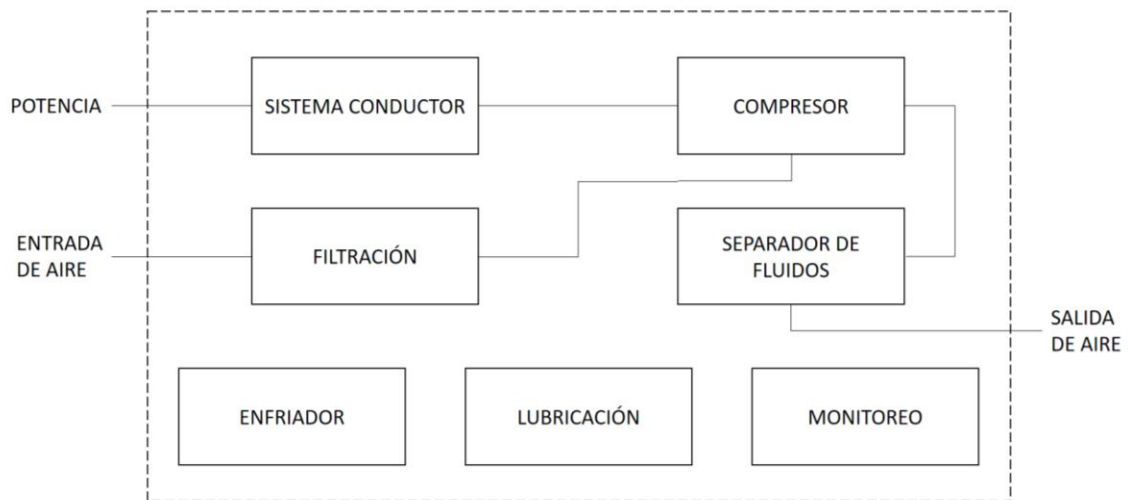 POTENCIA
SISTEMA CONDUCTOR
COMPRESOR
ENTRADA
DE AIRE
FILTRACIÓN
SEPARADOR DE
FLUIDOS
SALIDA
DE AIRE
ENFRIADOR
LUBRICACIÓN
MONITOREO